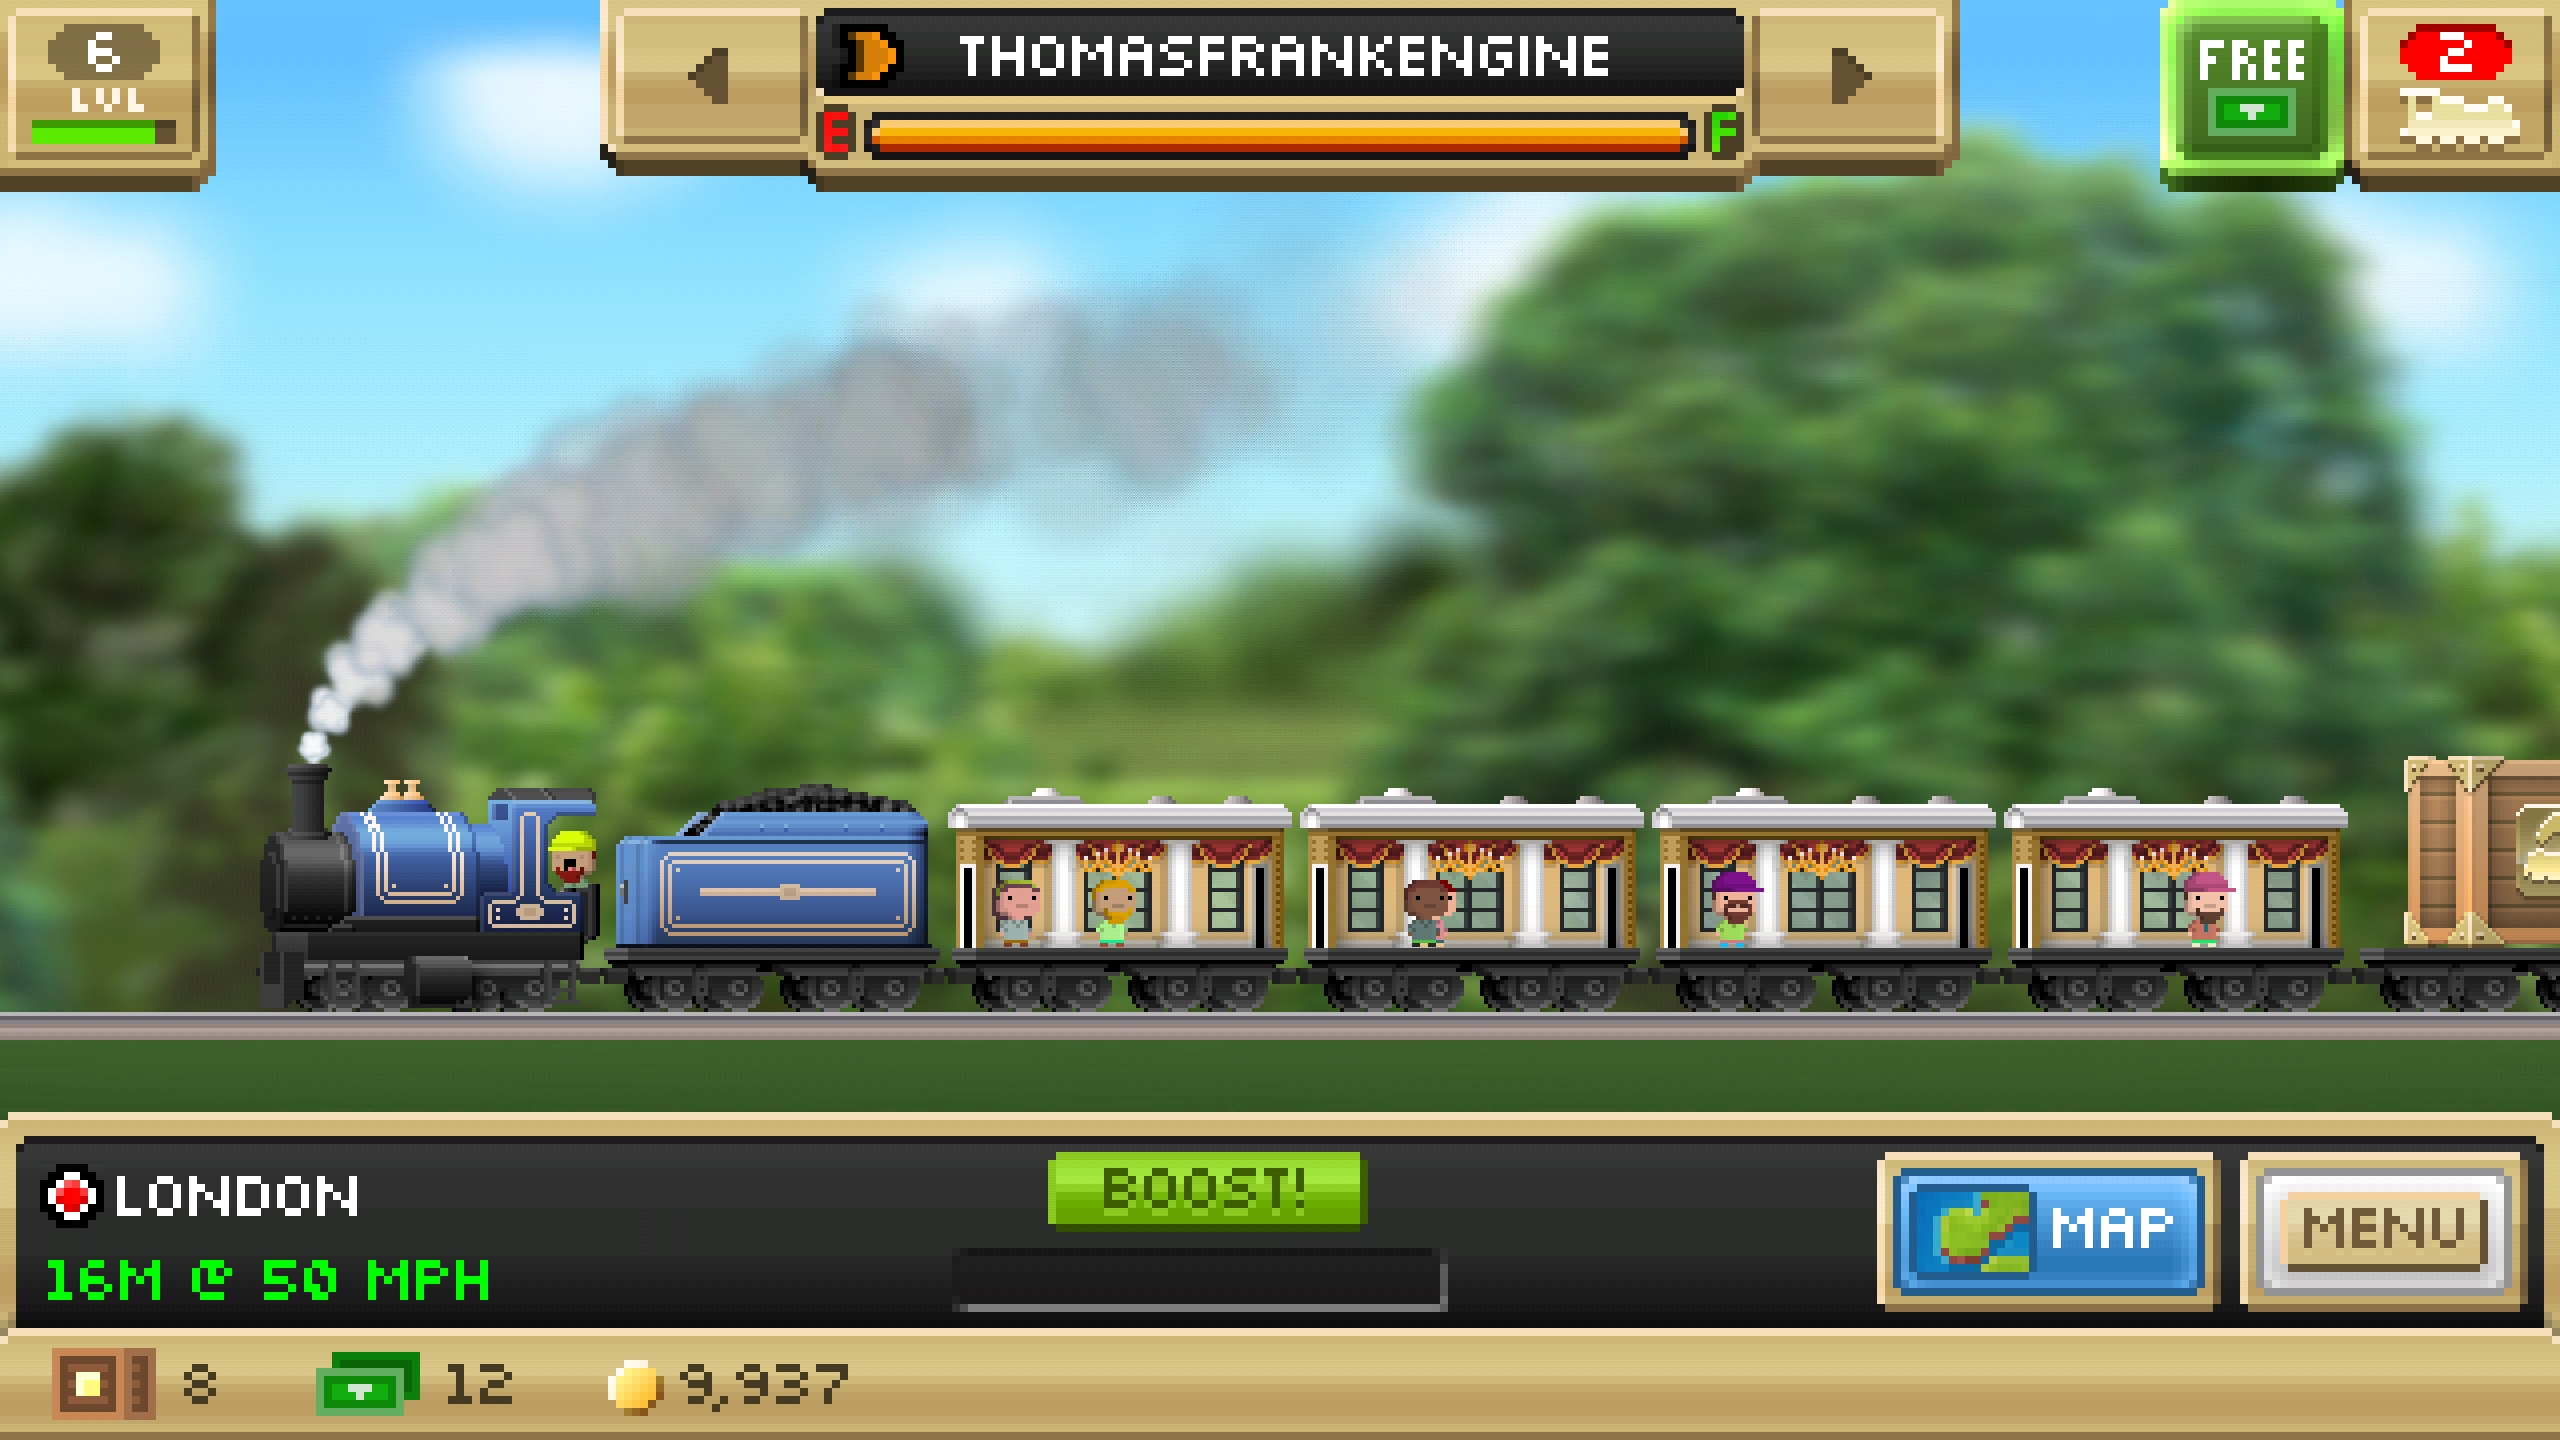 6
LVL
THOMASFRANKENGINE
E F
FREE
2
LONDON
BOOST!
16M @ 50 MPH
MAP
MENU
8 12 9,937